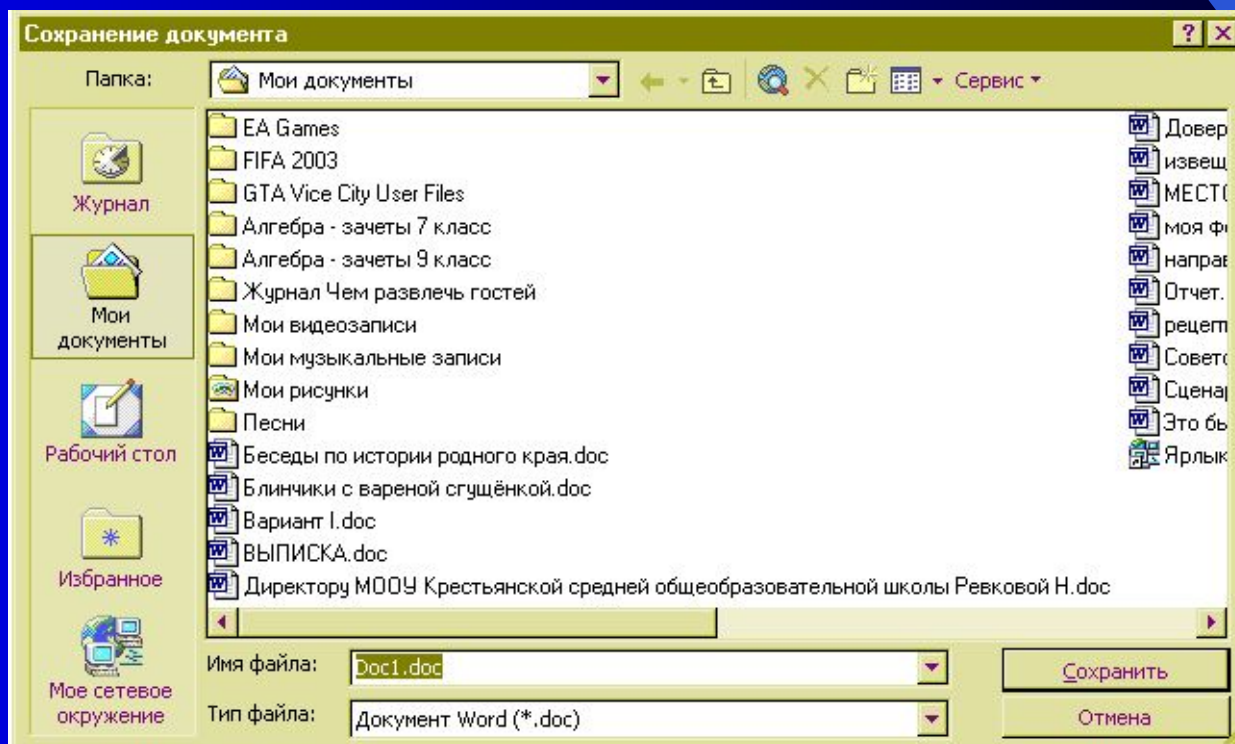 Сохранение документа
Папка:
Мои документы
Сервис
Журнал
Мои
документы
Рабочий стол
Избранное
Мое сетевое
окружение
EA Games
FIFA 2003
GTA Vice City User Files
Алгебра - зачеты 7 класс
Алгебра - зачеты 9 класс
Журнал Чем развлечь гостей
Мои видеозаписи
Мои музыкальные записи
Мои рисунки
Песни
Беседы по истории родного края.doc
Блинчики с вареной сгущёнкой.doc
Вариант I.doc
ВЫПИСКА.doc
Директору МООУ Крестьянской средней общеобразовательной школы Ревковой Н.doc
Довер
извещ
МЕСТО
моя
направ
Отчет.
рецеп
Совето
Сцена
Это бы
Ярлык
Имя файла:
Doc1.doc
Сохранить
Тип файла:
Документ Word (*.doc)
Отмена